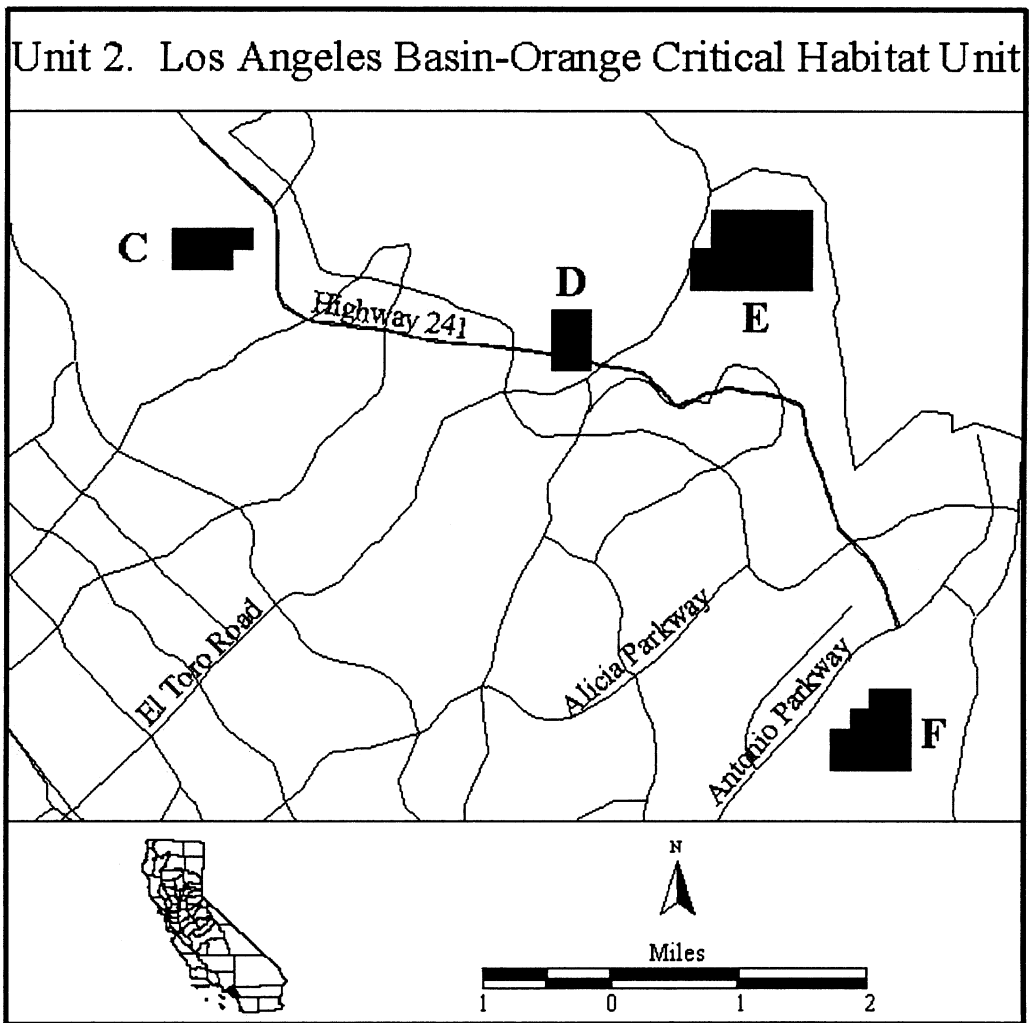 Unit 2. Los Angeles Basin-Orange Critical Habitat Unit
C
D
E
Highway 241
El Toro Road
Alicia Parkway
Antonio Parkway
F
N
Miles
1 0 1 2